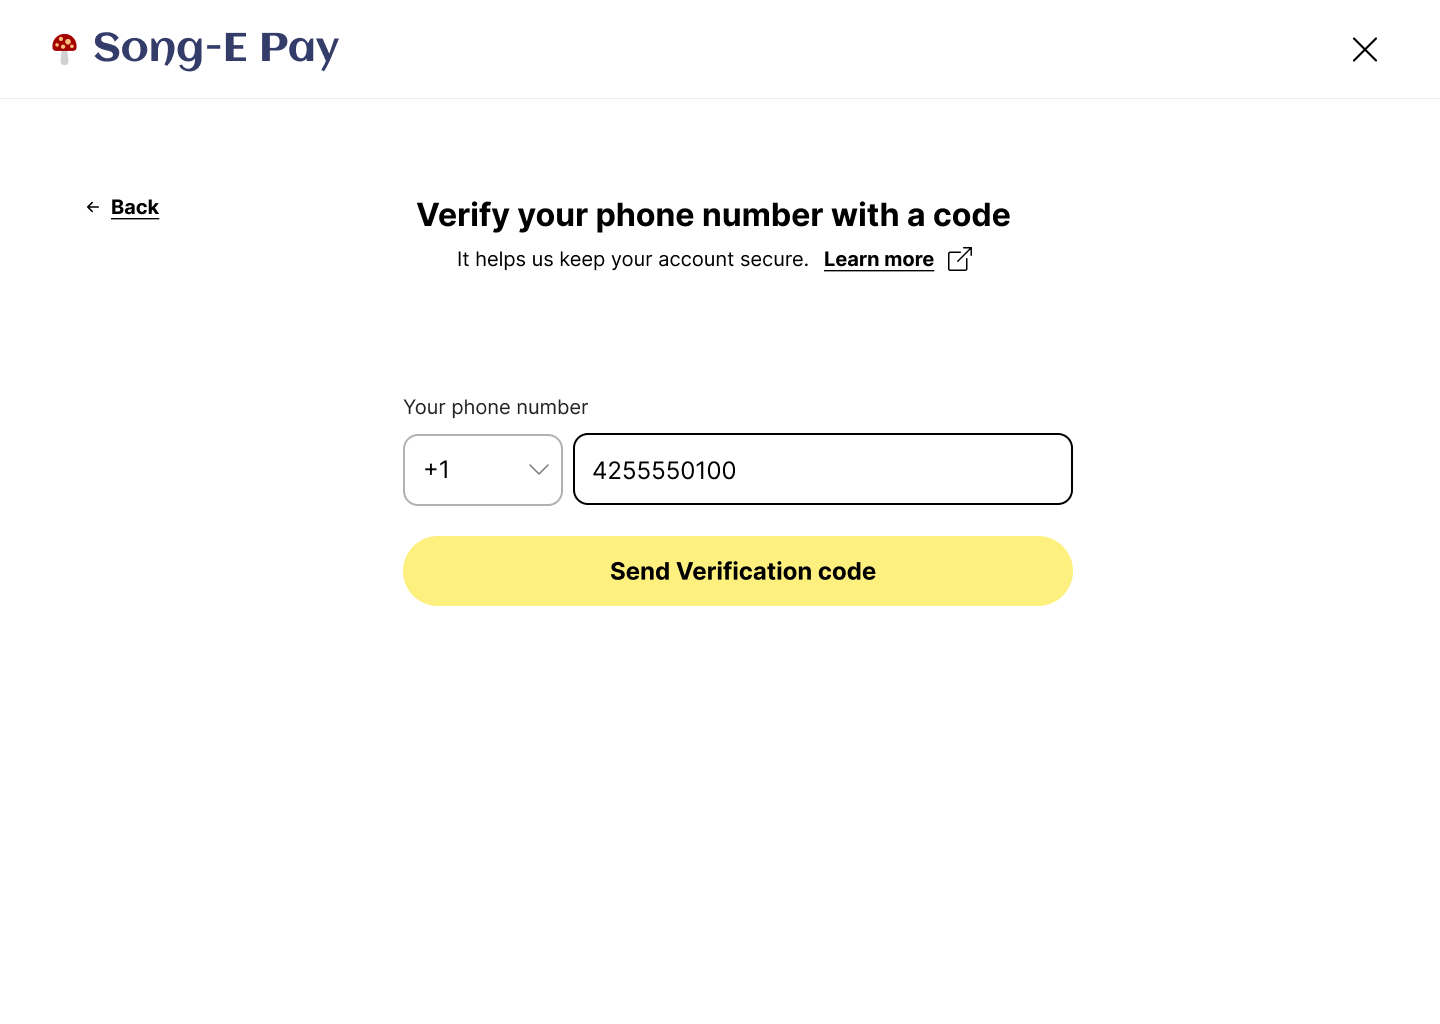 Song-E Pay
Back
Verify your phone number with a code
It helps us keep your account secure. Learn more
Your phone number
+1
4255550100
Send Verification code